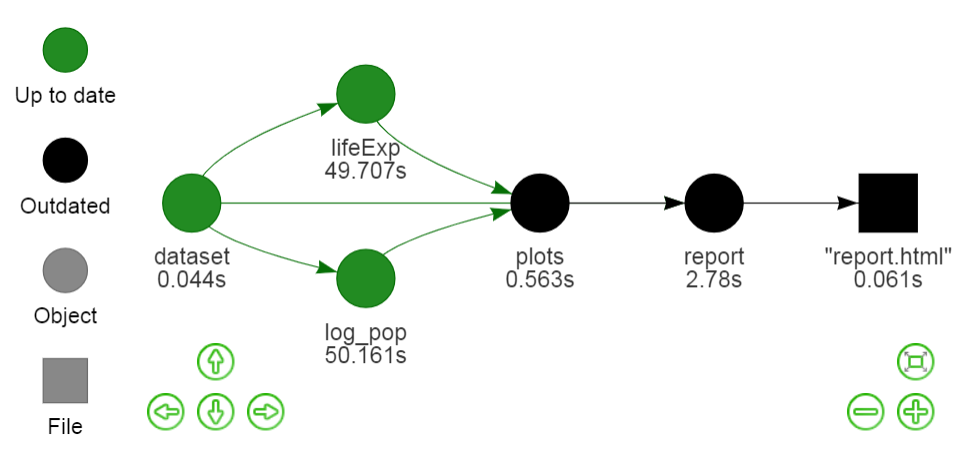 Up to date
Outdated
Object
File
lifeExp
49.707s
dataset
0.044s
plots
0.563s
report
2.78s
"report.html"
0.061s
log_pop
50.161s